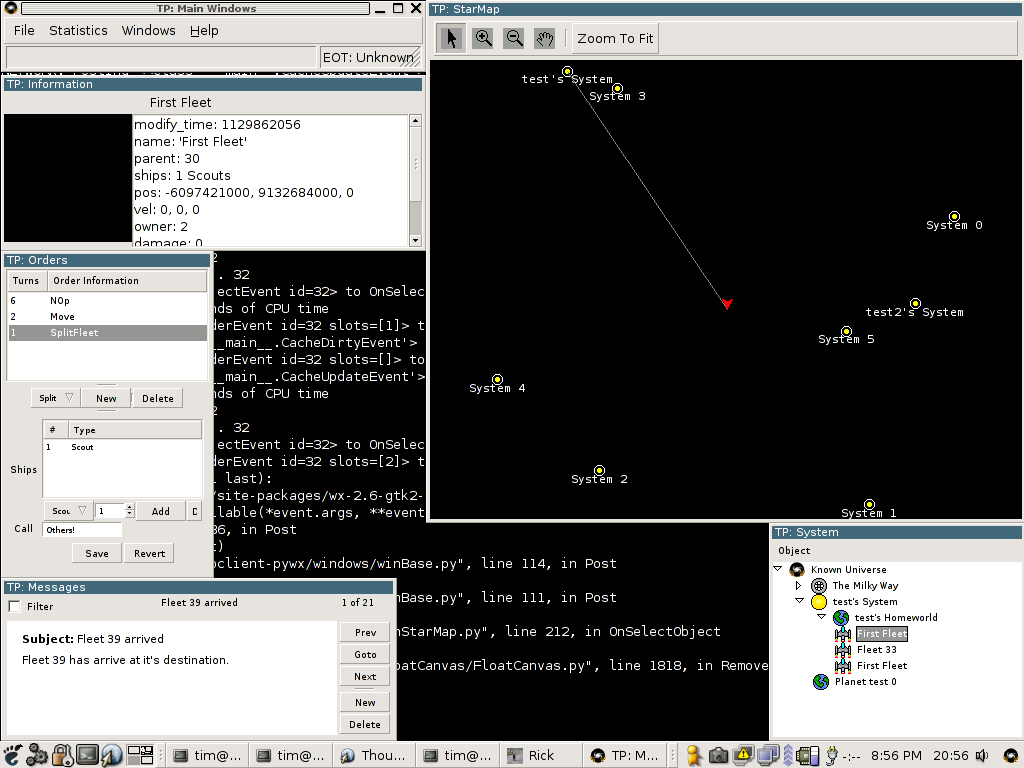 TP: Main Windows
File Statistics Windows Help
EOT: Unknown
TP: Information
First Fleet
modify_time: 1129862056
name: 'First Fleet'
parent: 30
ships: 1 Scouts
pos: -6097421000, 9132684000, 0
vel: 0, 0, 0
owner: 2
damage: 0
TP: StarMap
Zoom To Fit
test's System
System 3
System 0
test2's System
System 5
System 4
System 2
System 1
TP: Orders
Turns Order Information
6 NOp
2 Move
1 SplitFleet
Split New Delete
# Type
1 Scout
Ships
Scou 1 Add D
Call Others!
Save Revert
2
. 32
ectEvent id=32> to OnSelec
nds of CPU time
derEvent id=32 slots=[1]> t
__main__.CacheDirtyEvent'>
derEvent id=32 slots=[]> to
__main__.CacheUpdateEvent'>
nds of CPU time
2
. 32
ectEvent id=32> to OnSelec
derEvent id=32 slots=[2]> t
l last):
/site-packages/wx-2.6-gtk2-
llable(*event.args, **event
36, in Post
t)
pclient-pywx/windows/winBase.py", line 114, in Post
nBase.py", line 111, in Post
nStarMap.py", line 212, in OnSelectObject
oatCanvas/FloatCanvas.py", line 1818, in Remove
TP: Messages
Filter Fleet 39 arrived 1 of 21
Subject: Fleet 39 arrived
Fleet 39 has arrive at it's destination.
Prev
Goto
Next
New
Delete
TP: System
Object
Known Universe
The Milky Way
test's System
test's Homeworld
First Fleet
Fleet 33
First Fleet
Planet test 0
tim@... tim@... Thou... tim@... Rick TP: M... -:-- 8:56 PM 20:56